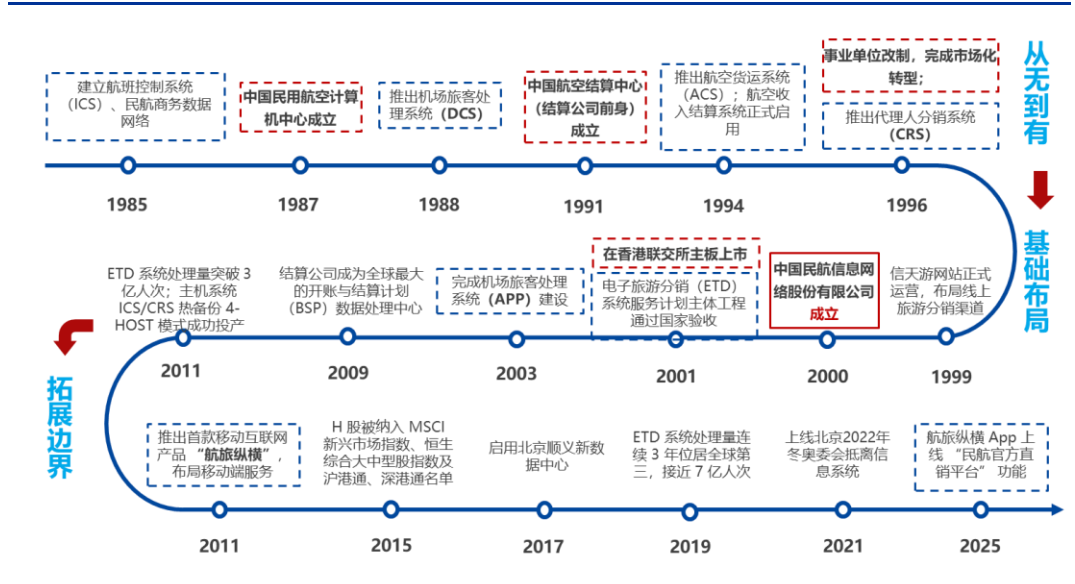 建立航班控制系统
（ICS）、民航商务数据
网络
中国民用航空计算
机中心成立
推出机场旅客处
理系统（DCS）
中国航空结算中心
（结算公司前身）
成立
推出航空货运系统
（ACS）；航空收
入结算系统正式启
用
事业单位改制，完成市场化
转型；
推出代理人分销系统
（CRS）
从无到有
1985
1987
1988
1991
1994
1996
基础布局
ETD 系统处理量突破 3
亿人次；主机系统
ICS/CRS 热备份 4-
HOST 模式成功投产
结算公司成为全球最大
的开账与结算计划
（BSP）数据处理中心
完成机场旅客处理
系统（APP）建设
在香港联交所主板上市
电子旅游分销（ETD）
系统服务计划主体工程
通过国家验收
中国民航信息网
络股份有限公司
成立
信天游网站正式
运营，布局线上
旅游分销渠道
2011
2009
2003
2001
2000
1999
拓展边界
推出首款移动互联网
产品“航旅纵横”，
布局移动端服务
H 股被纳入 MSCI
新兴市场指数、恒生
综合大中型股指数及
沪港通、深港通名单
启用北京顺义新数
据中心
ETD 系统处理量连
续 3 年位居全球第
三，接近 7 亿人次
上线北京2022年
冬奥委会抵离信
息系统
航旅纵横 App 上
线 “民航官方直
销平台” 功能
2011
2015
2017
2019
2021
2025